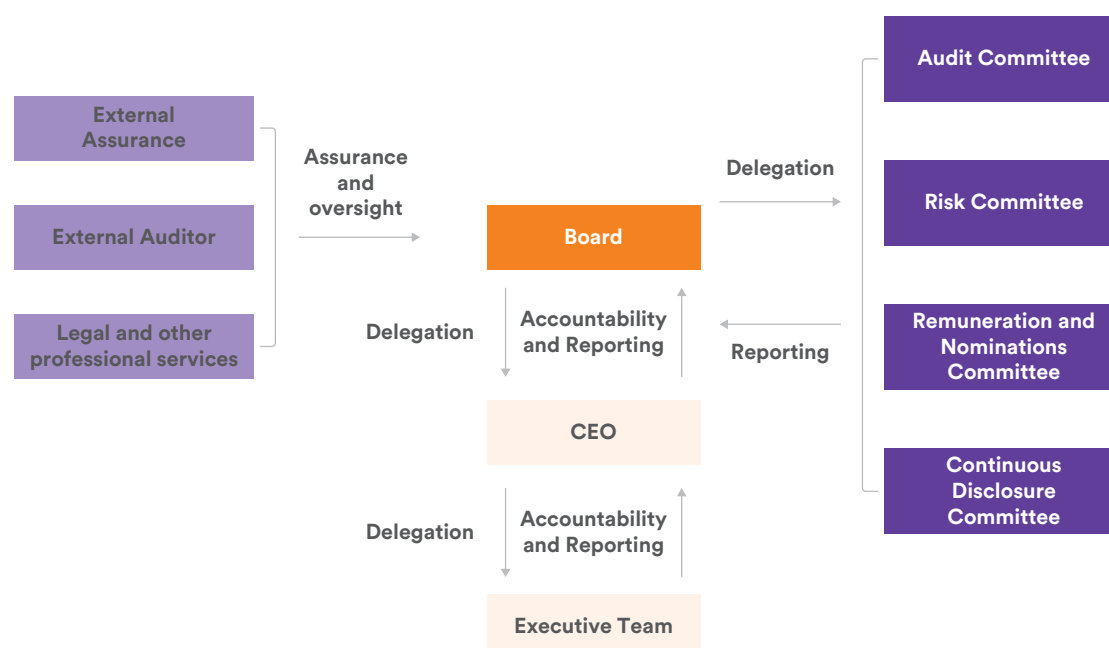 External
Assurance
External Auditor
Legal and other
professional services
Assurance
and
oversight
Board
Delegation
Accountability
and Reporting
CEO
Delegation
Accountability
and Reporting
Executive Team
Delegation
Reporting
Audit Committee
Risk Committee
Remuneration and
Nominations
Committee
Continuous
Disclosure
Committee